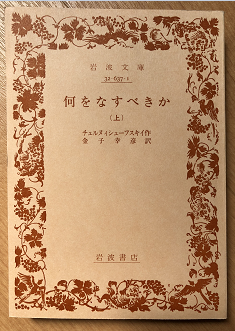 岩波文庫
32-637-1
何をなすべきか
(上)
チェルヌィシェーフスキイ作
金子幸彦訳
岩波書店